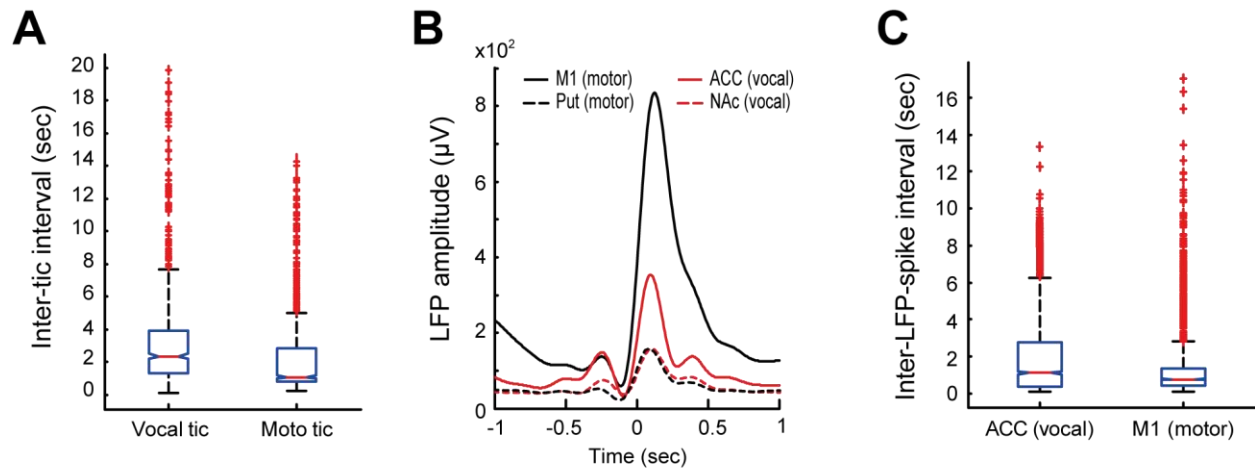 A
Inter-tic interval (sec)
20
18
16
14
12
10
8
6
4
2
0
Vocal tic
Moto tic
B
x10²
LFP amplitude (µV)
8
6
4
2
0
M1 (motor)
Put (motor)
ACC (vocal)
NAc (vocal)
-1
-0.5
0
0.5
1
Time (sec)
C
Inter-LFP-spike interval (sec)
16
14
12
10
8
6
4
2
0
ACC (vocal)
M1 (motor)